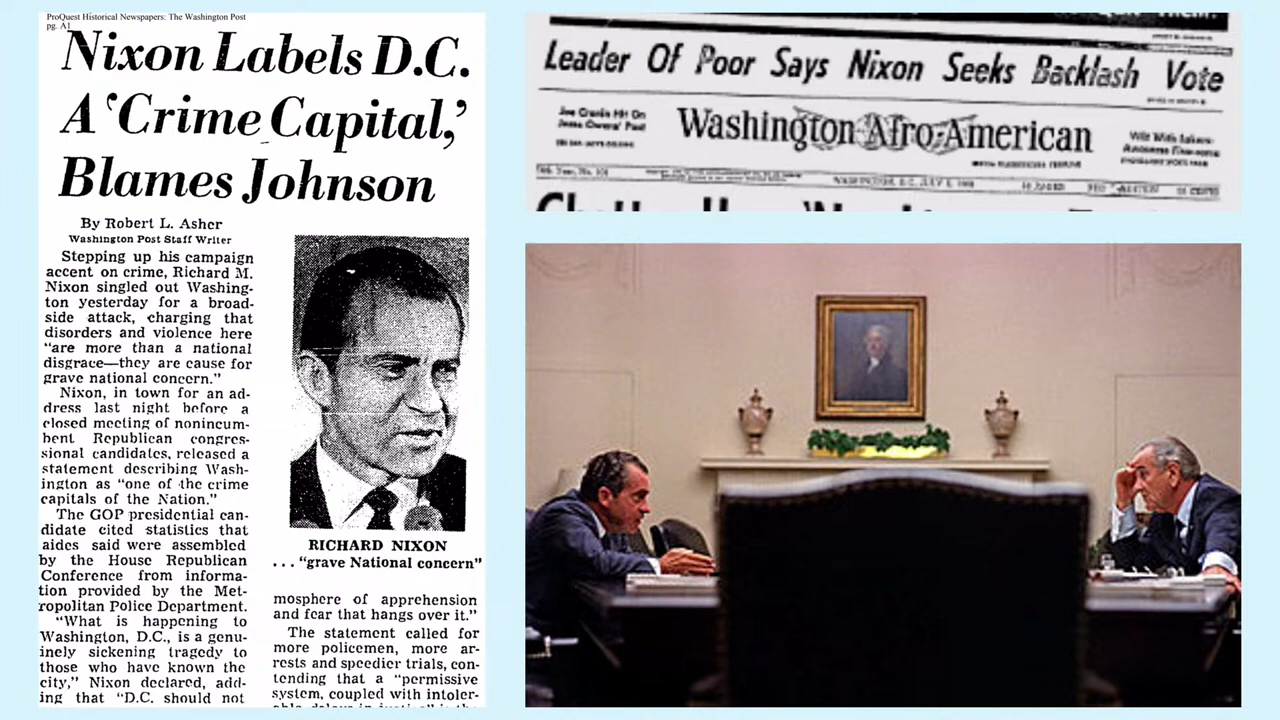 ProQuest Historical Newspapers: The Washington Post
pg. A1
Nixon Labels D.C.
A ‘Crime Capital,’
Blames Johnson
By Robert L. Asher
Washington Post Staff Writer
Stepping up his campaign
accent on crime, Richard M.
Nixon singled out Washing-
ton yesterday for a broad-
side attack, charging that
disorders and violence here
“are more than a national
disgrace—they are cause for
grave national concern.”
Nixon, in town for an ad-
dress last night before a
closed meeting of nonincum-
bent Republican congres-
sional candidates, released a
statement describing Wash-
ington as “one of the crime
capitals of the Nation.”
The GOP presidential can-
didate cited statistics that
aides said were assembled
by the House Republican
Conference from informa-
tion provided by the Met-
ropolitan Police Department.
“What is happening to
Washington, D.C., is a genu-
inely sickening tragedy to
those who have known the
city,” Nixon declared, add-
ing that “D.C. should not
RICHARD NIXON
. . . “grave National concern”
mosphere of apprehension
and fear that hangs over it.”
The statement called for
more policemen, more ar-
rests and speedier trials, con-
tending that a “permissive
system, coupled with intoler-
Leader Of Poor Says Nixon Seeks Backlash Vote
Washington Afro-American